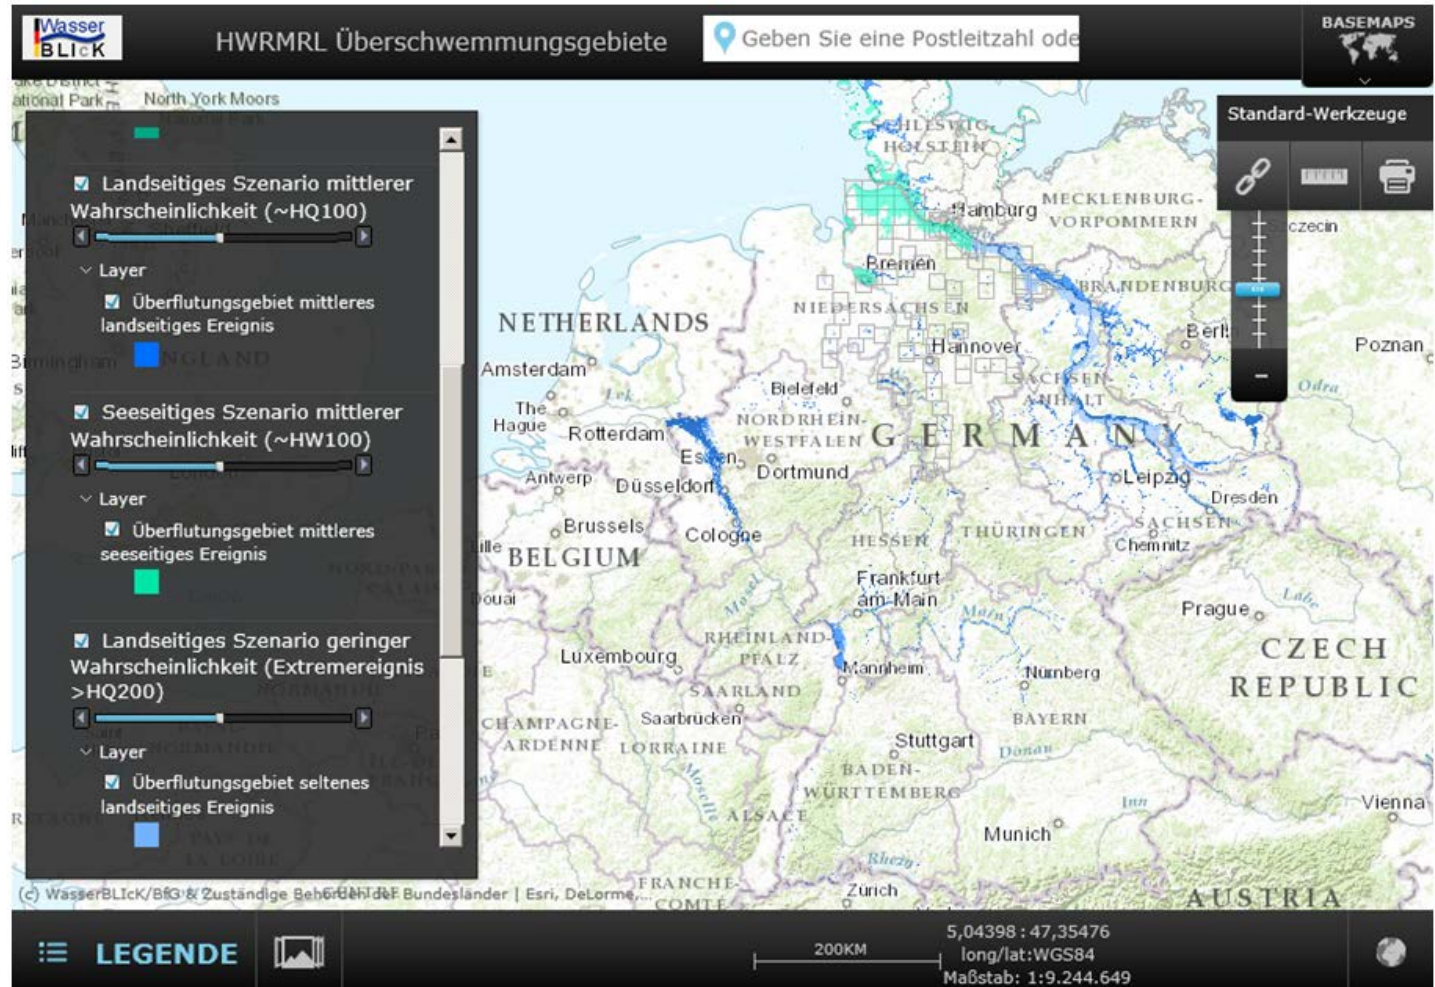 Wasser
BLIcK
HWRMRL Überschwemmungsgebiete
Geben Sie eine Postleitzahl ode
BASEMAPS
Standard-Werkzeuge
North York Moors
Landseitiges Szenario mittlerer
Wahrscheinlichkeit (~HQ100)
Layer
Überflutungsgebiet mittleres
landseitiges Ereignis
Seeseitiges Szenario mittlerer
Wahrscheinlichkeit (~HW100)
Layer
Überflutungsgebiet mittleres
seeseitiges Ereignis
Landseitiges Szenario geringer
Wahrscheinlichkeit (Extremereignis
>HQ200)
Layer
Überflutungsgebiet seltenes
landseitiges Ereignis
SCHLESWIG-
HOLSTEIN
Hamburg
MECKLENBURG-
VORPOMMERN
Bremen
BRANDENBURG
NIEDERSACHSEN
NETHERLANDS
Hannover
Poznan
Amsterdam
Bielefeld
SACHSEN-
ANHALT
Odra
The
Hague
Lek
Rotterdam
NORDRHEIN-
WESTFALEN
GERMANY
Essen
Dortmund
Antwerp
Düsseldorf
Leipzig
Dresden
Brussels
Cologne
HESSEN
THÜRINGEN
SACHSEN
Chemnitz
BELGIUM
Frankfurt
am Main
Mosel
Main
Prague
Labe
RHEINLAND-
PFALZ
CZECH
REPUBLIC
Luxembourg
Mannheim
Nürnberg
SAARLAND
Saarbrücken
BAYERN
CHAMPAGNE-
ARDENNE
LORRAINE
Stuttgart
Donau
BADEN-
WÜRTTEMBERG
Moselle
ALSACE
Inn
Vienna
Munich
Rhein
FRANCHE-
COMTÉ
Zürich
AUSTRIA
(c) WasserBLIcK/BfG & Zuständige Behörden der Bundesländer | Esri, DeLorme,...
LEGENDE
200KM
5,04398 : 47,35476
long/lat:WGS84
Maßstab: 1:9.244.649